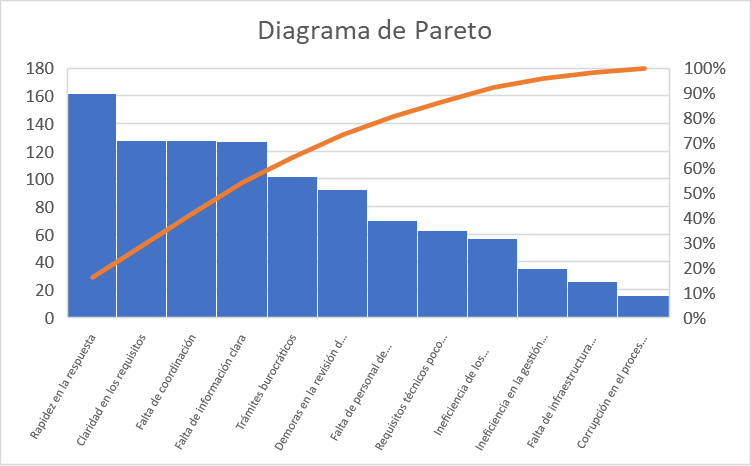 Diagrama de Pareto
180
160
140
120
100
80
60
40
20
0
100%
90%
80%
70%
60%
50%
40%
30%
20%
10%
0%
Rapidez en la respuesta
Claridad en los requisitos
Falta de coordinación
Falta de información clara
Trámites burocráticos
Demoras en la revisión d…
Falta de personal de…
Requisitos técnicos poco…
Ineficiencia de los…
Ineficiencia en la gestión…
Falta de infraestructura…
Corrupción en el proces…